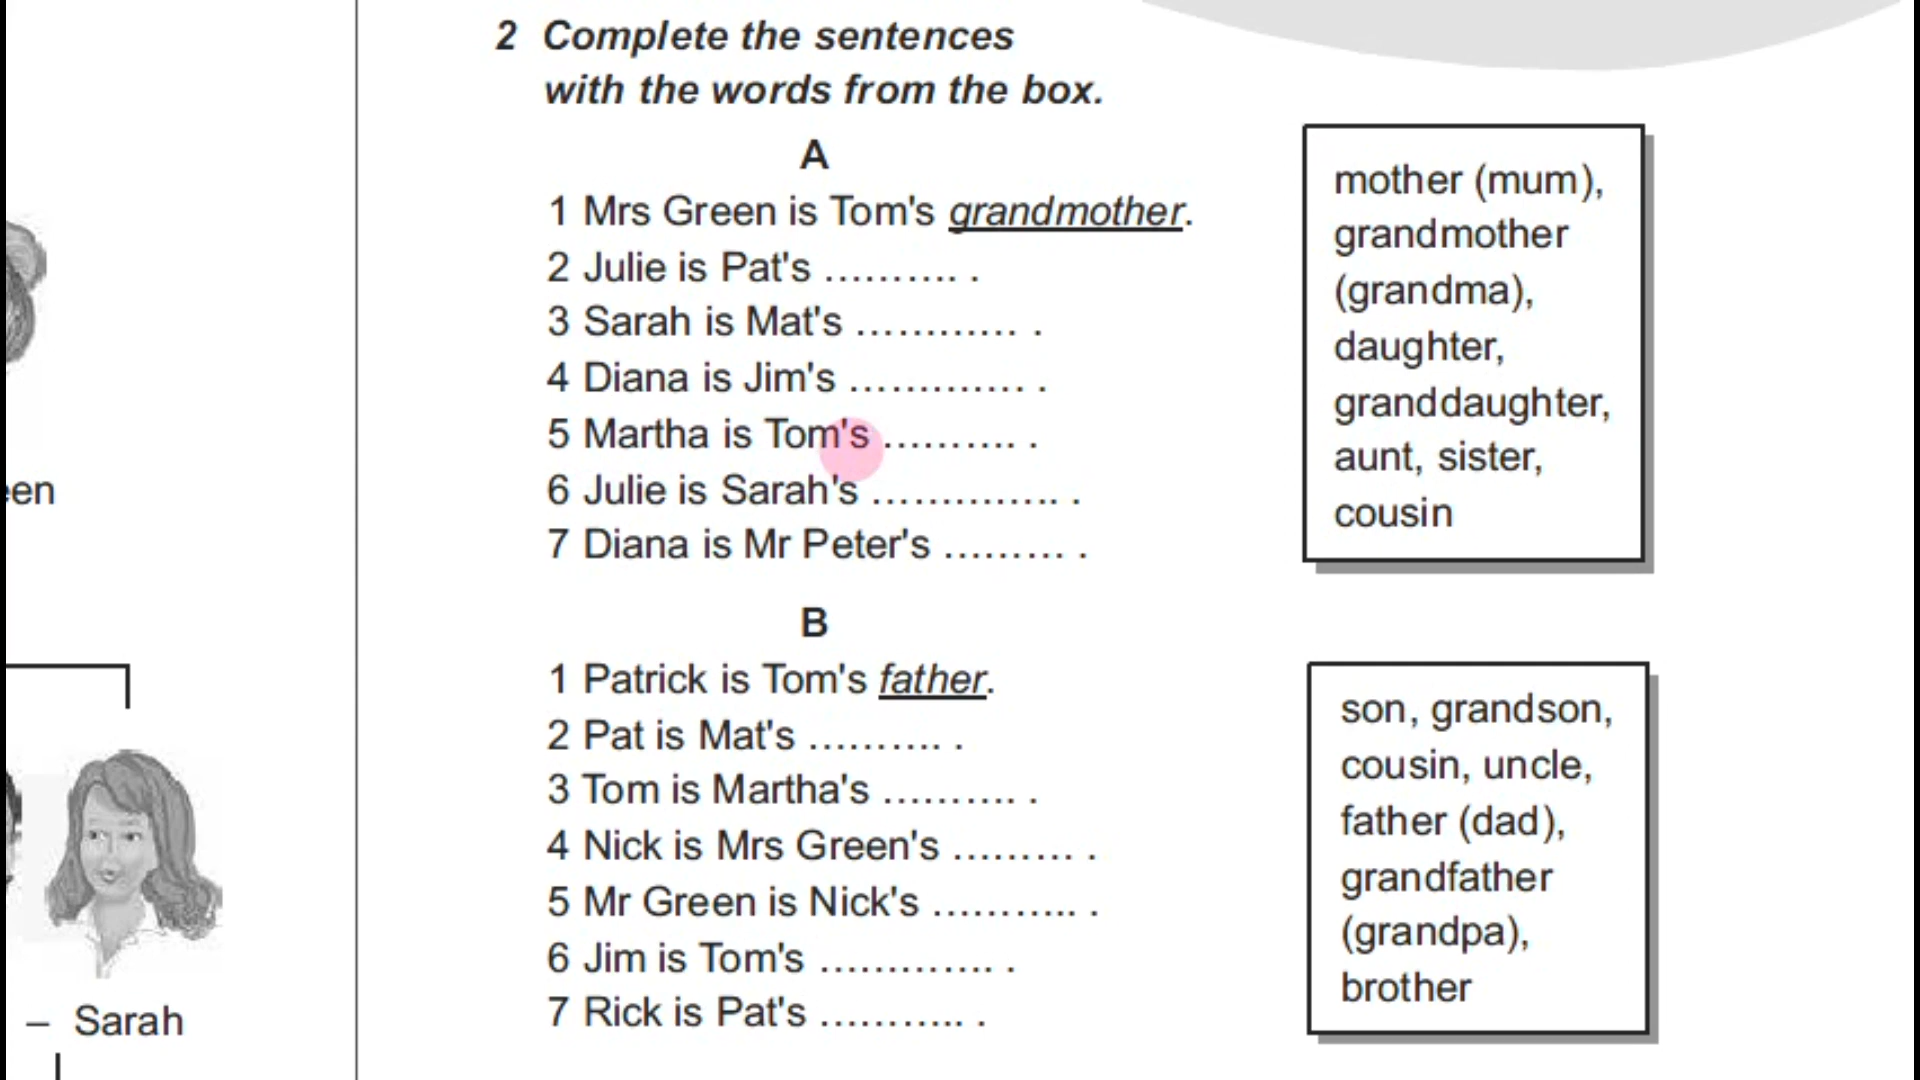 2 Complete the sentences
with the words from the box.
A
1 Mrs Green is Tom's grandmother.
2 Julie is Pat's .......... .
3 Sarah is Mat's ............ .
4 Diana is Jim's ............. .
5 Martha is Tom's .......... .
6 Julie is Sarah's .............. .
7 Diana is Mr Peter's ......... .
mother (mum),
grandmother
(grandma),
daughter,
granddaughter,
aunt, sister,
cousin
B
1 Patrick is Tom's father.
2 Pat is Mat's .......... .
3 Tom is Martha's .......... .
4 Nick is Mrs Green's ......... .
5 Mr Green is Nick's ........... .
6 Jim is Tom's ............. .
7 Rick is Pat's ........... .
son, grandson,
cousin, uncle,
father (dad),
grandfather
(grandpa),
brother
– Sarah